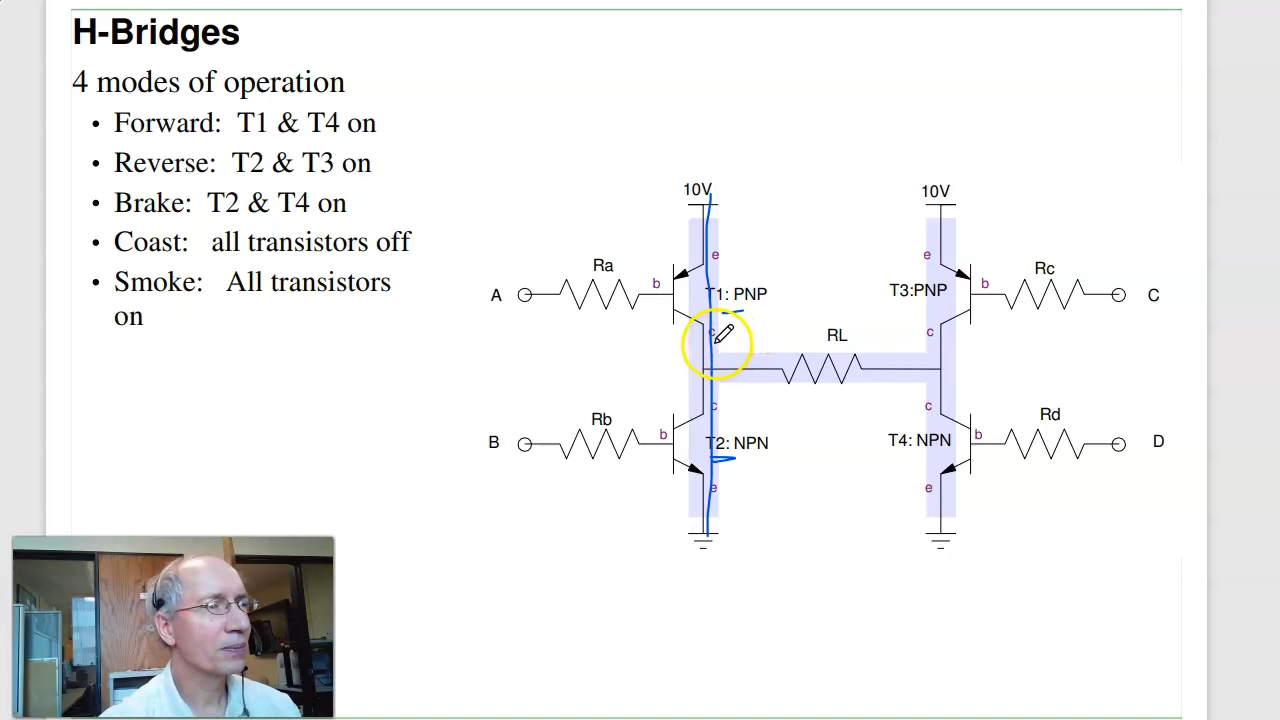 H-Bridges
4 modes of operation
• Forward: T1 & T4 on
• Reverse: T2 & T3 on
• Brake: T2 & T4 on
• Coast: all transistors off
• Smoke: All transistors
on
10V 10V
e e
Ra Rc
A b T1: PNP T3:PNP b C
c c
RL
c c
Rb Rd
B b T2: NPN T4: NPN b D
e e